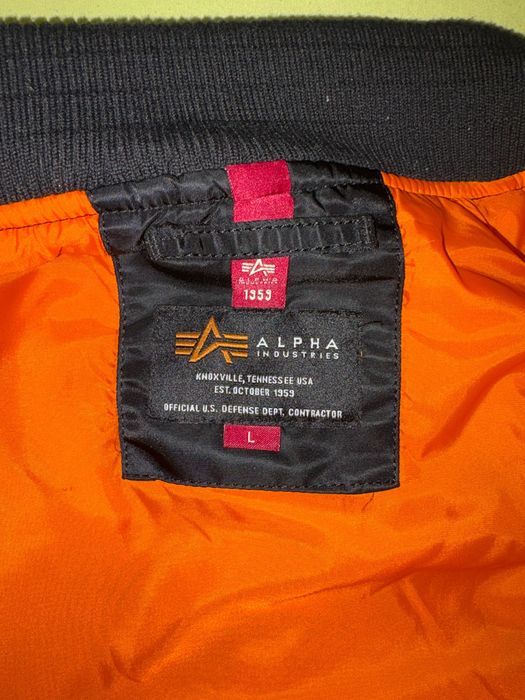 1959
ALPHA
INDUSTRIES
KNOXVILLE, TENNESSEE USA
EST. OCTOBER 1959
OFFICIAL U.S. DEFENSE DEPT. CONTRACTOR
L